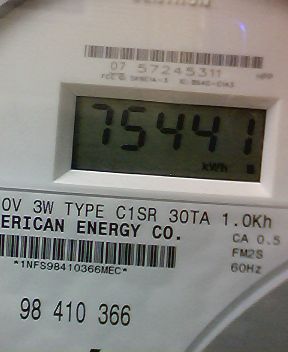 07 57245311
75441
kWh
0V 3W TYPE C1SR 30TA 1.0Kh
ERICAN ENERGY CO.
CA 0.5
FM2S
60Hz
*1NFS98410366MEC*
98 410 366